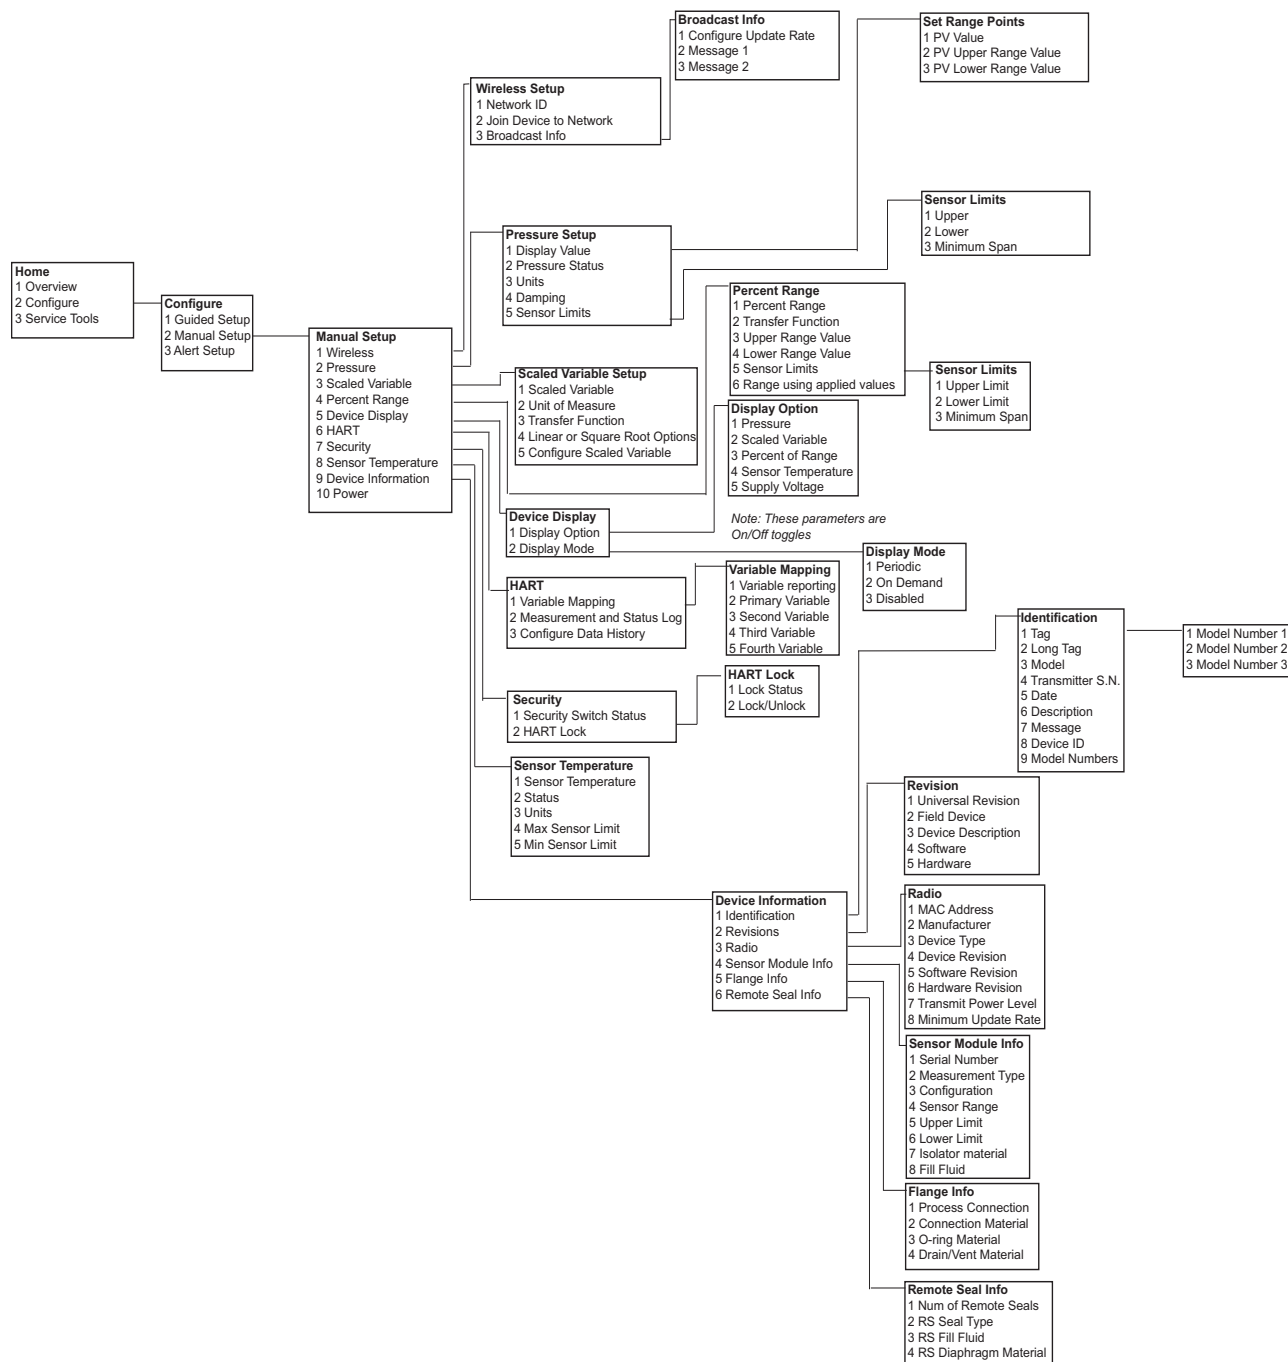 Home
1 Overview
2 Configure
3 Service Tools
Configure
1 Guided Setup
2 Manual Setup
3 Alert Setup
Manual Setup
1 Wireless
2 Pressure
3 Scaled Variable
4 Percent Range
5 Device Display
6 HART
7 Security
8 Sensor Temperature
9 Device Information
10 Power
Wireless Setup
1 Network ID
2 Join Device to Network
3 Broadcast Info
Broadcast Info
1 Configure Update Rate
2 Message 1
3 Message 2
Pressure Setup
1 Display Value
2 Pressure Status
3 Units
4 Damping
5 Sensor Limits
Set Range Points
1 PV Value
2 PV Upper Range Value
3 PV Lower Range Value
Sensor Limits
1 Upper
2 Lower
3 Minimum Span
Scaled Variable Setup
1 Scaled Variable
2 Unit of Measure
3 Transfer Function
4 Linear or Square Root Options
5 Configure Scaled Variable
Percent Range
1 Percent Range
2 Transfer Function
3 Upper Range Value
4 Lower Range Value
5 Sensor Limits
6 Range using applied values
Sensor Limits
1 Upper Limit
2 Lower Limit
3 Minimum Span
Device Display
1 Display Option
2 Display Mode
Display Option
1 Pressure
2 Scaled Variable
3 Percent of Range
4 Sensor Temperature
5 Supply Voltage
Note: These parameters are
On/Off toggles
Display Mode
1 Periodic
2 On Demand
3 Disabled
HART
1 Variable Mapping
2 Measurement and Status Log
3 Configure Data History
Variable Mapping
1 Variable reporting
2 Primary Variable
3 Second Variable
4 Third Variable
5 Fourth Variable
Security
1 Security Switch Status
2 HART Lock
HART Lock
1 Lock Status
2 Lock/Unlock
Sensor Temperature
1 Sensor Temperature
2 Status
3 Units
4 Max Sensor Limit
5 Min Sensor Limit
Device Information
1 Identification
2 Revisions
3 Radio
4 Sensor Module Info
5 Flange Info
6 Remote Seal Info
Identification
1 Tag
2 Long Tag
3 Model
4 Transmitter S.N.
5 Date
6 Description
7 Message
8 Device ID
9 Model Numbers
1 Model Number 1
2 Model Number 2
3 Model Number 3
Revision
1 Universal Revision
2 Field Device
3 Device Description
4 Software
5 Hardware
Radio
1 MAC Address
2 Manufacturer
3 Device Type
4 Device Revision
5 Software Revision
6 Hardware Revision
7 Transmit Power Level
8 Minimum Update Rate
Sensor Module Info
1 Serial Number
2 Measurement Type
3 Configuration
4 Sensor Range
5 Upper Limit
6 Lower Limit
7 Isolator material
8 Fill Fluid
Flange Info
1 Process Connection
2 Connection Material
3 O-ring Material
4 Drain/Vent Material
Remote Seal Info
1 Num of Remote Seals
2 RS Seal Type
3 RS Fill Fluid
4 RS Diaphragm Material